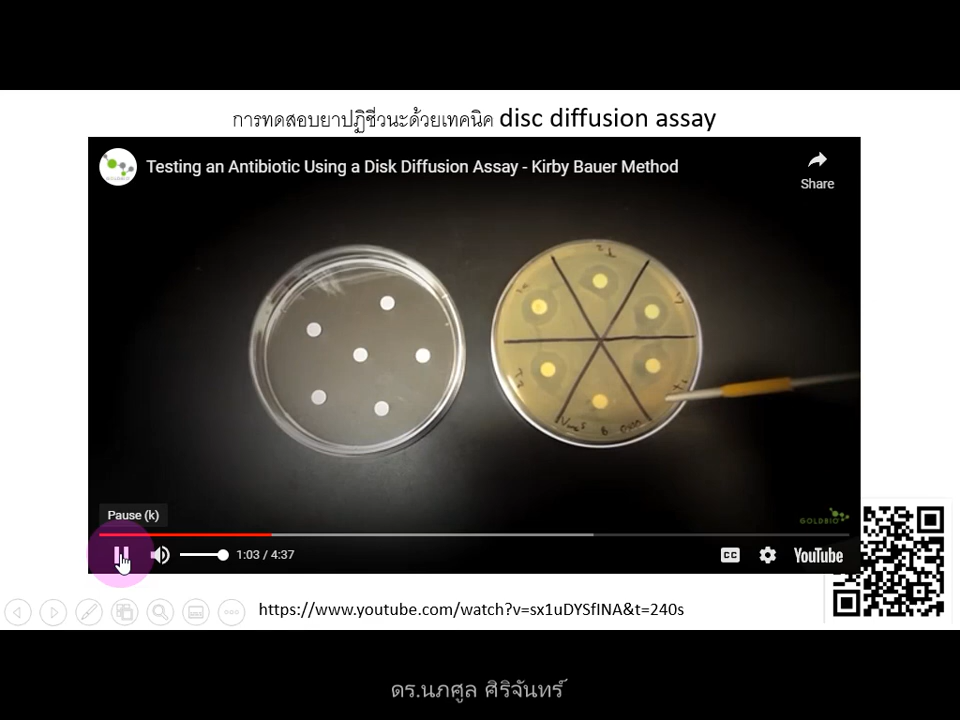 การทดสอบยาปฏิชีวนะด้วยเทคนิค disc diffusion assay
Testing an Antibiotic Using a Disk Diffusion Assay - Kirby Bauer Method
Share
Pause (k)
GOLDBIO
1:03 / 4:37
CC
YouTube
https://www.youtube.com/watch?v=sx1uDYSfINA&t=240s
ดร.นภศูล ศิริจันทร์